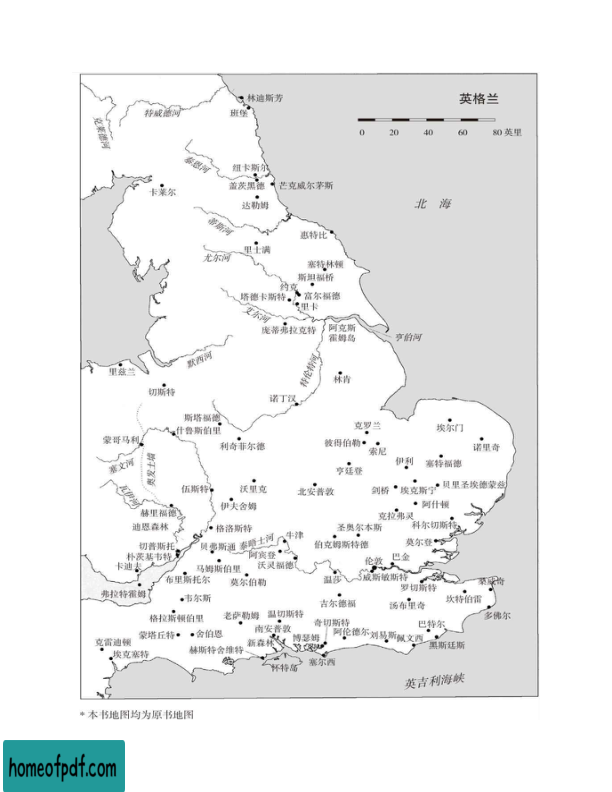 英格兰
0 20 40 60 80 英里
林迪斯芳
班堡
特威德河
克莱德河
泰恩河
纽卡斯尔
盖茨黑德
芒克威尔茅斯
卡莱尔
达勒姆
北 海
蒂斯河
惠特比
里士满
尤尔河
塞特林顿
斯坦福桥
约克
塔德卡斯特
富尔福德
里卡
艾尔河
庞蒂弗拉克特
阿克斯
霍姆岛
亨伯河
默西河
里兹兰
特伦特河
林肯
切斯特
诺丁汉
斯塔福德
什鲁斯伯里
克罗兰
埃尔门
蒙哥马利
利奇菲尔德
彼得伯勒
索尼
诺里奇
塞文河
奥发土墙
亨廷登
伊利
塞特福德
瓦伊河
伍斯特
沃里克
北安普敦
剑桥
埃克斯宁
贝里圣埃德蒙兹
伊夫舍姆
赫里福德
阿什顿
克拉弗灵
迪恩森林
格洛斯特
圣奥尔本斯
科尔切斯特
切普斯托
泰晤士河
牛津
朴茨基韦特
贝弗斯通
阿宾登
伯克姆斯特德
莫尔登
卡迪夫
马姆斯伯里
沃灵福德
伦敦
巴金
布里斯托尔
莫尔伯勒
温莎
威斯敏斯特
弗拉特霍姆
罗切斯特
桑威奇
韦尔斯
吉尔德福
汤布里奇
坎特伯雷
格拉斯顿伯里
老萨勒姆
温切斯特
奇切斯特
多佛尔
蒙塔丘特
舍伯恩
南安普敦
博瑟姆
阿伦德尔
刘易斯
巴特尔
克雷迪顿
新森林
佩文西
黑斯廷斯
埃克塞特
赫斯特舍维特
怀特岛
塞尔西
英吉利海峡
* 本书地图均为原书地图
homeofpdf.com